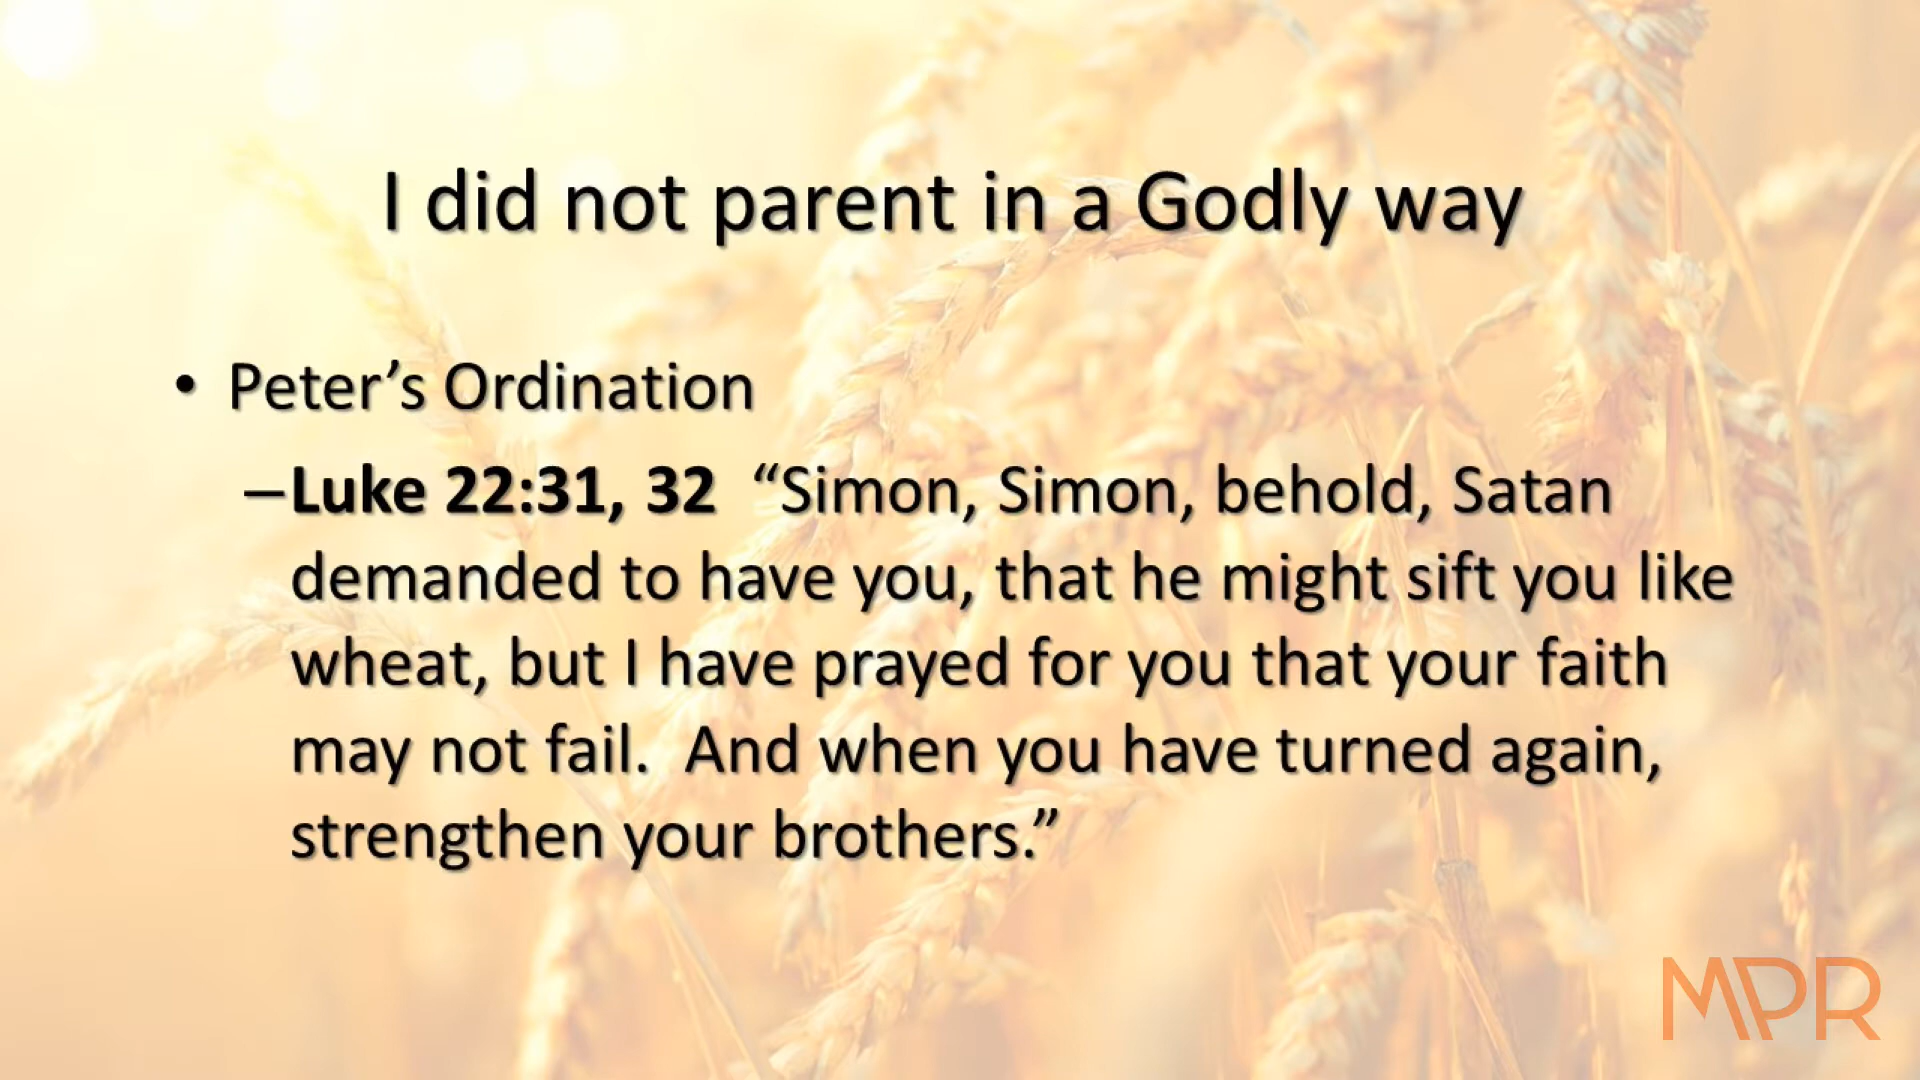 I did not parent in a Godly way
• Peter’s Ordination
–Luke 22:31, 32  “Simon, Simon, behold, Satan
demanded to have you, that he might sift you like
wheat, but I have prayed for you that your faith
may not fail.  And when you have turned again,
strengthen your brothers.”
MPR